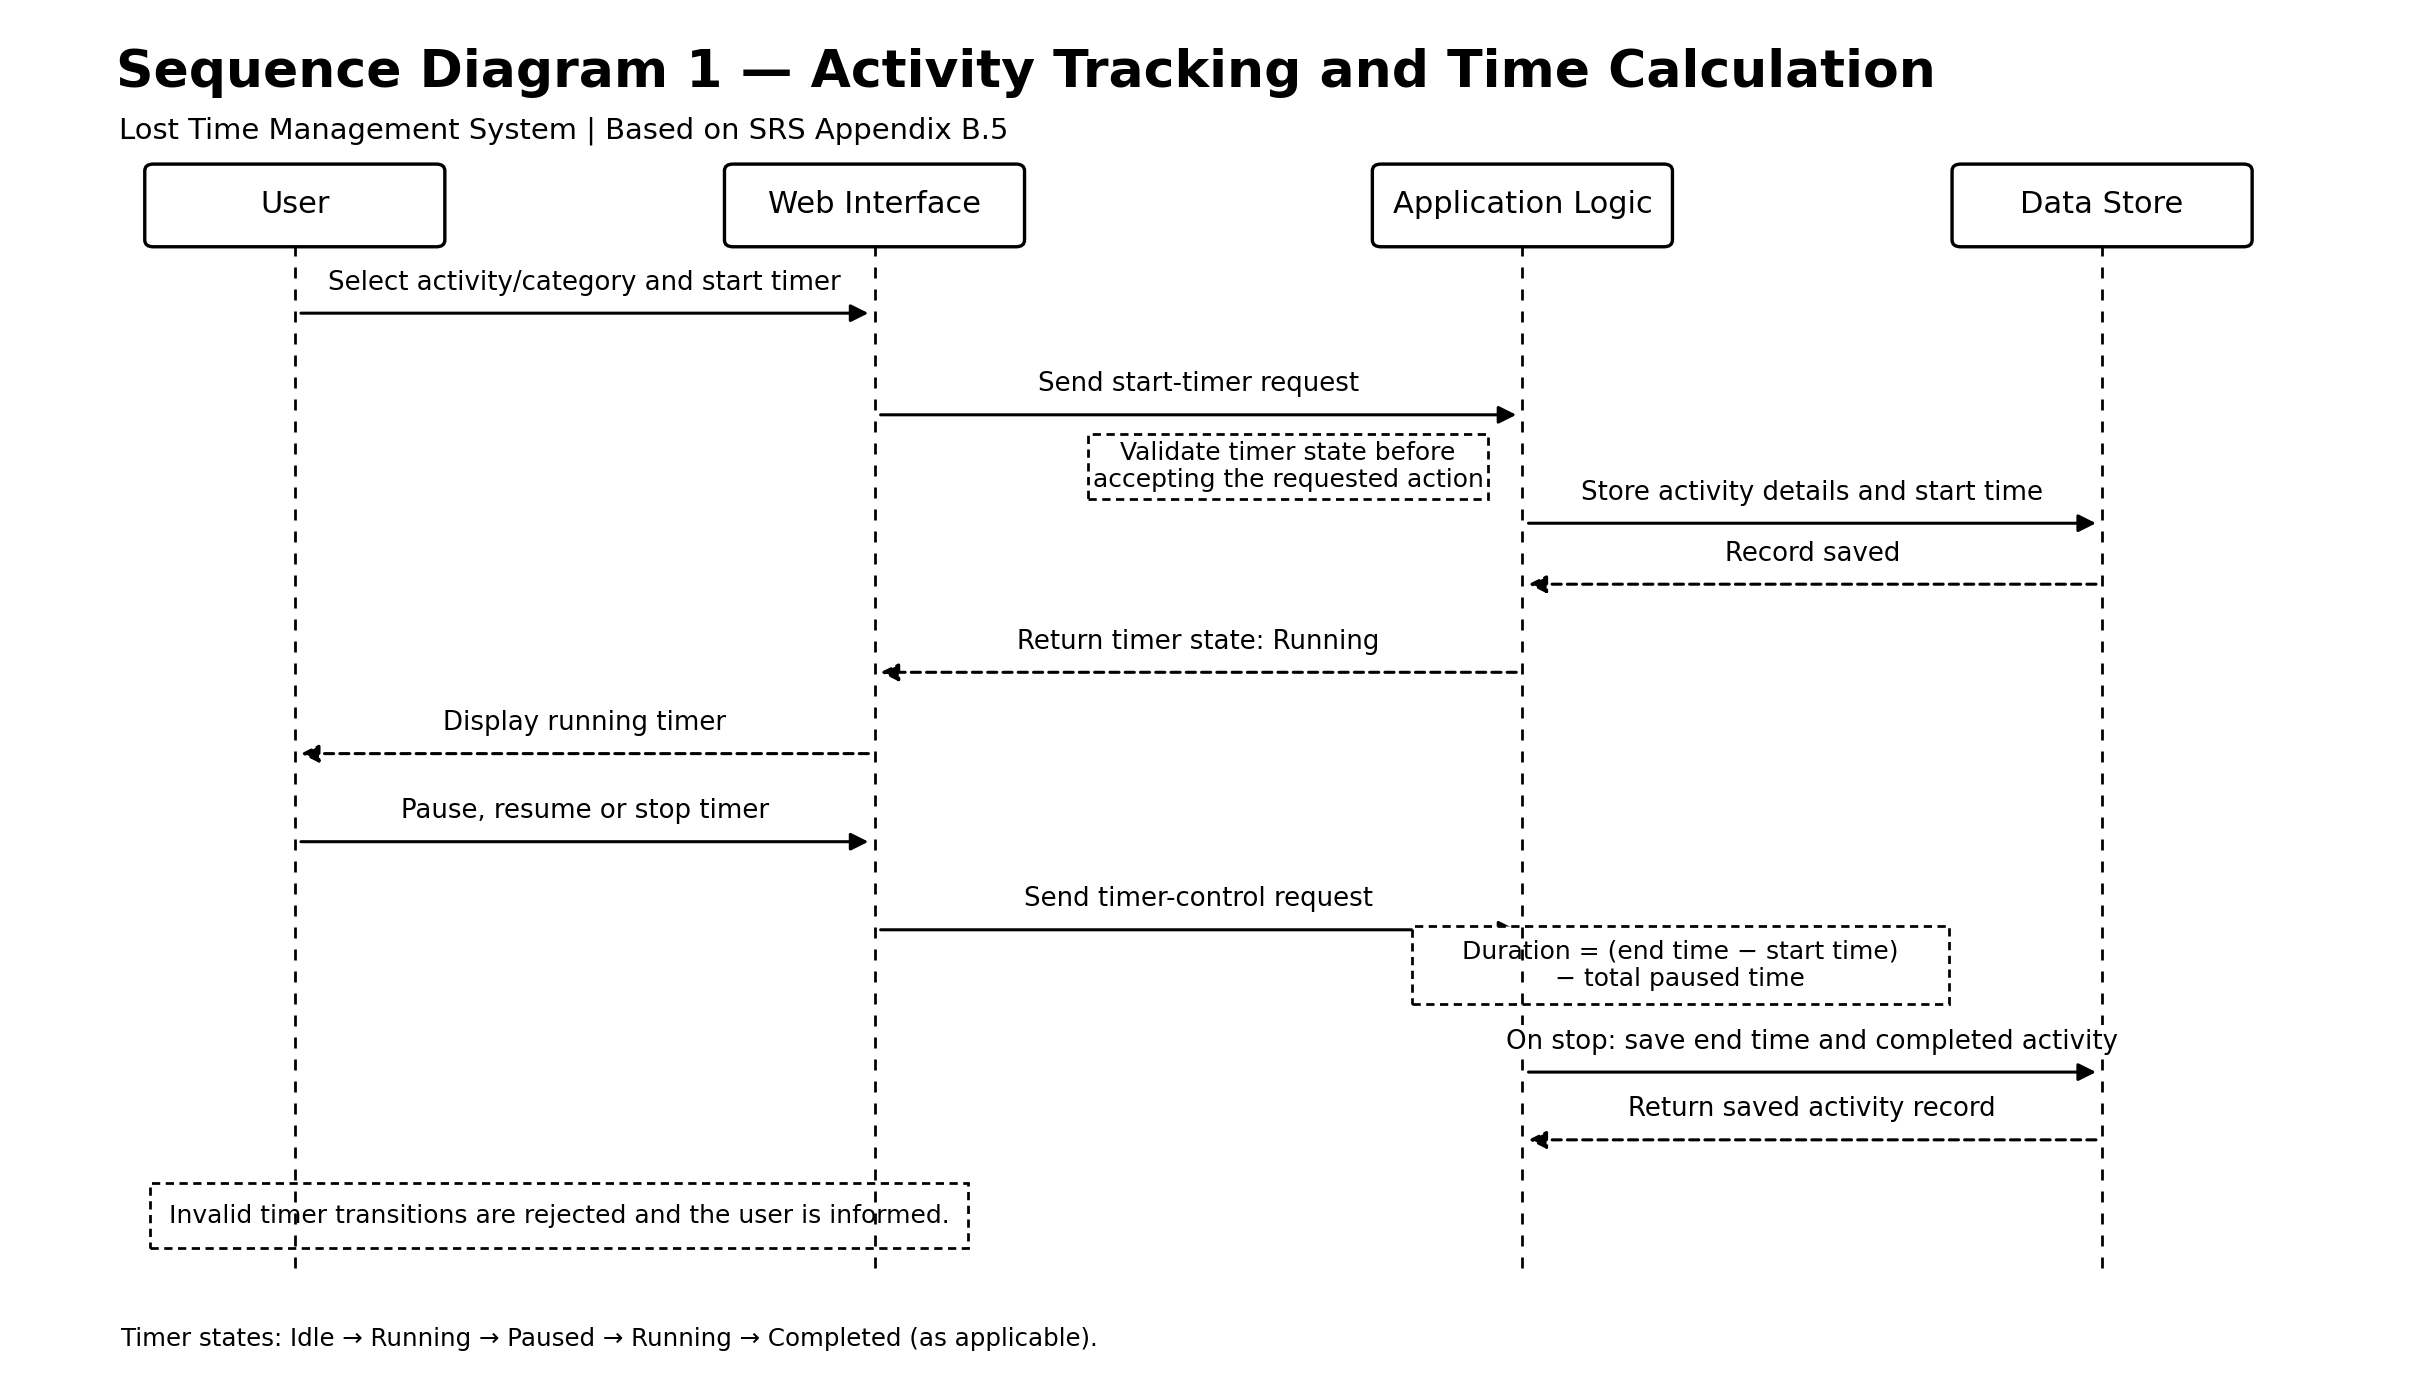 Sequence Diagram 1 — Activity Tracking and Time Calculation
Lost Time Management System | Based on SRS Appendix B.5
User
Web Interface
Application Logic
Data Store
Select activity/category and start timer
Send start-timer request
Validate timer state before
accepting the requested action
Store activity details and start time
Record saved
Return timer state: Running
Display running timer
Pause, resume or stop timer
Send timer-control request
Duration = (end time − start time)
− total paused time
On stop: save end time and completed activity
Return saved activity record
Invalid timer transitions are rejected and the user is informed.
Timer states: Idle → Running → Paused → Running → Completed (as applicable).